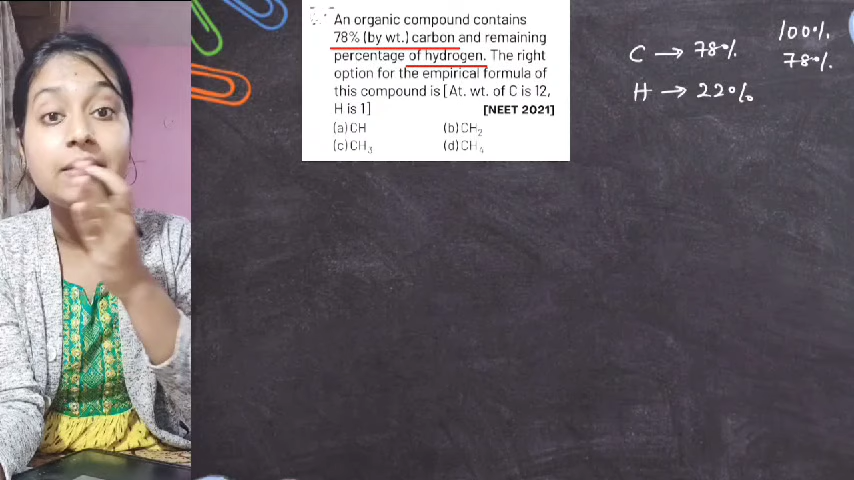 An organic compound contains
78% (by wt.) carbon and remaining
percentage of hydrogen. The right
option for the empirical formula of
this compound is [At. wt. of C is 12,
H is 1] [NEET 2021]
(a) CH (b) CH₂
(c) CH₃ (d) CH₄
C → 78%
H → 22%
100%
78%